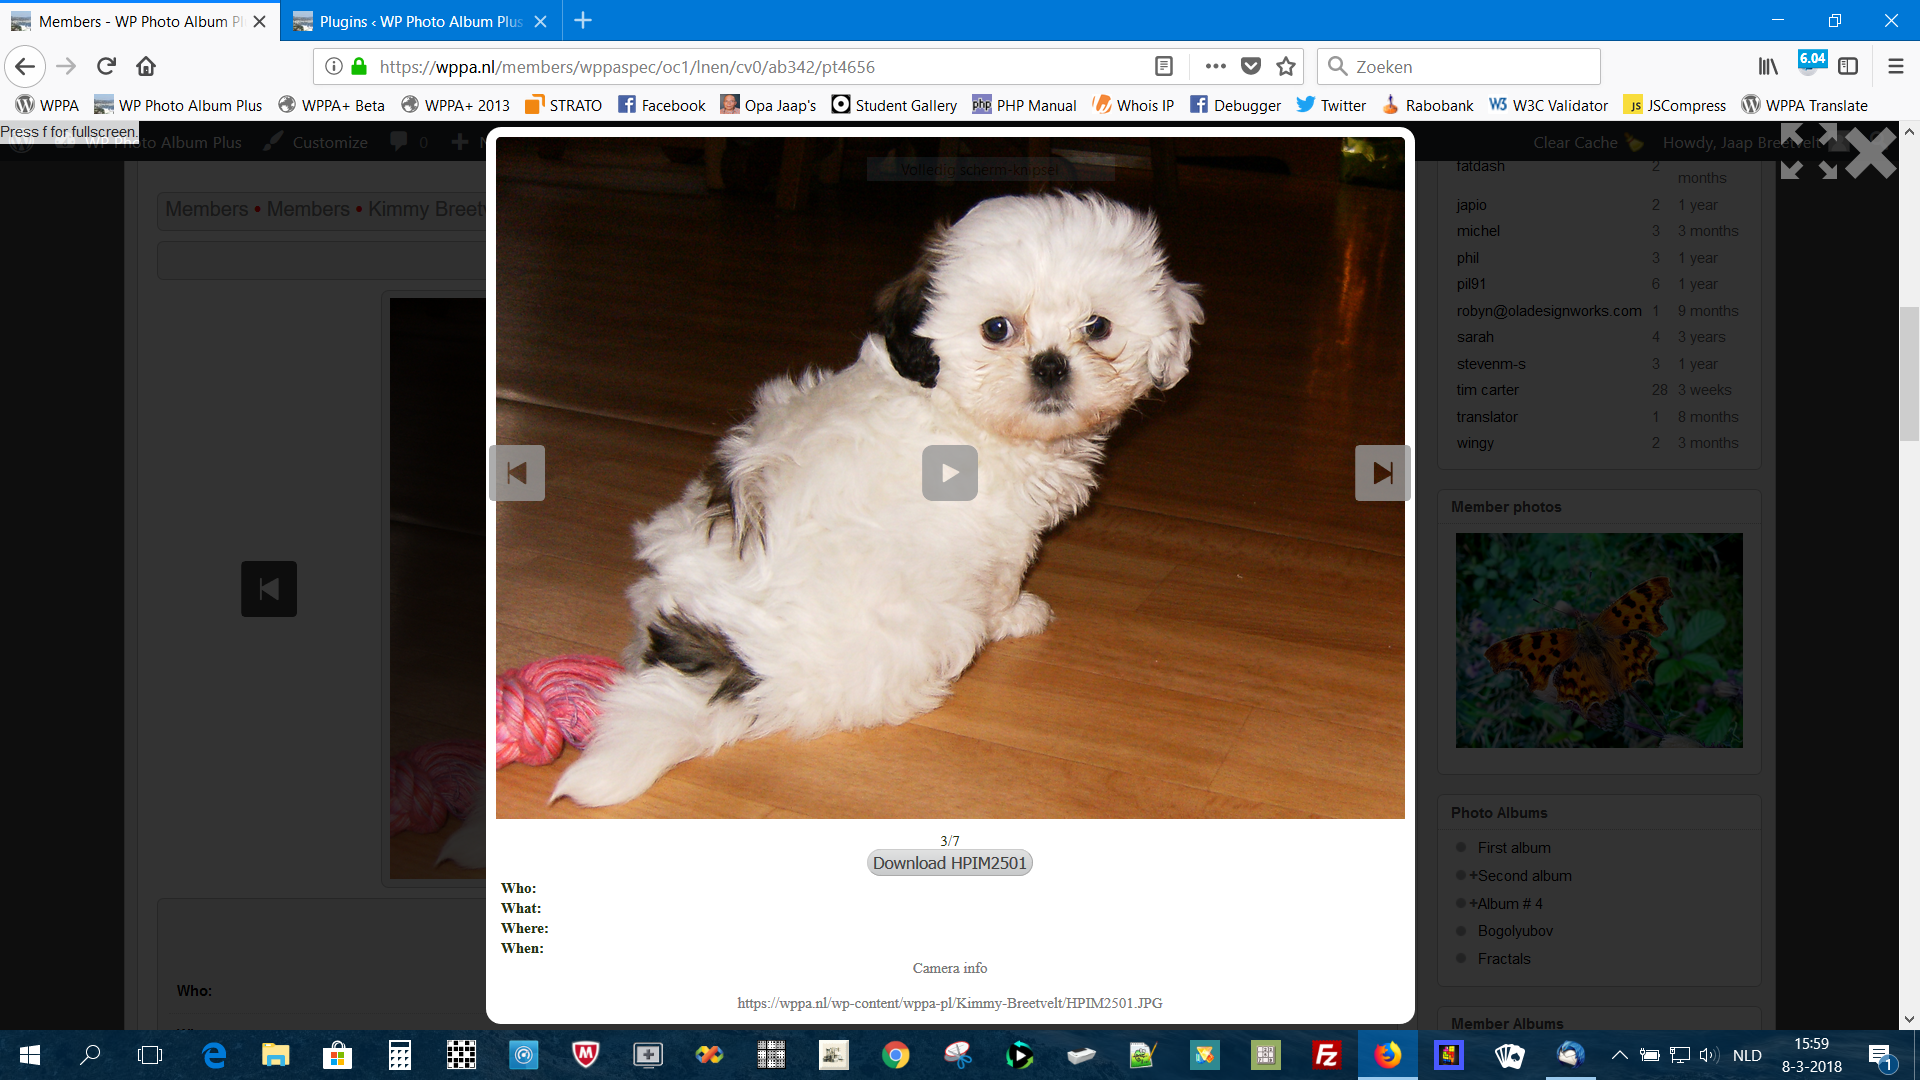 Members - WP Photo Album Pl
Plugins ‹ WP Photo Album Plus
https://wppa.nl/members/wppaspec/oc1/lnen/cv0/ab342/pt4656
Zoeken
6.04
WPPA
WP Photo Album Plus
WPPA+ Beta
WPPA+ 2013
STRATO
Facebook
Opa Jaap's
Student Gallery
PHP Manual
Whois IP
Debugger
Twitter
Rabobank
W3C Validator
JSCompress
WPPA Translate
Press f for fullscreen.
WP Photo Album Plus
Customize
0
N
Clear Cache
Howdy, Jaap Breetvelt
Members • Members • Kimmy Breetv
Volledig scherm-knipsel
fatdash 2 months
japio 2 1 year
michel 3 3 months
phil 3 1 year
pil91 6 1 year
robyn@oladesignworks.com 1 9 months
sarah 4 3 years
stevenm-s 3 1 year
tim carter 28 3 weeks
translator 1 8 months
wingy 2 3 months
Member photos
Photo Albums
First album
+Second album
+Album # 4
Bogolyubov
Fractals
Member Albums
3/7
Download HPIM2501
Who:
What:
Where:
When:
Camera info
https://wppa.nl/wp-content/wppa-pl/Kimmy-Breetvelt/HPIM2501.JPG
Who:
NLD
15:59
8-3-2018
1